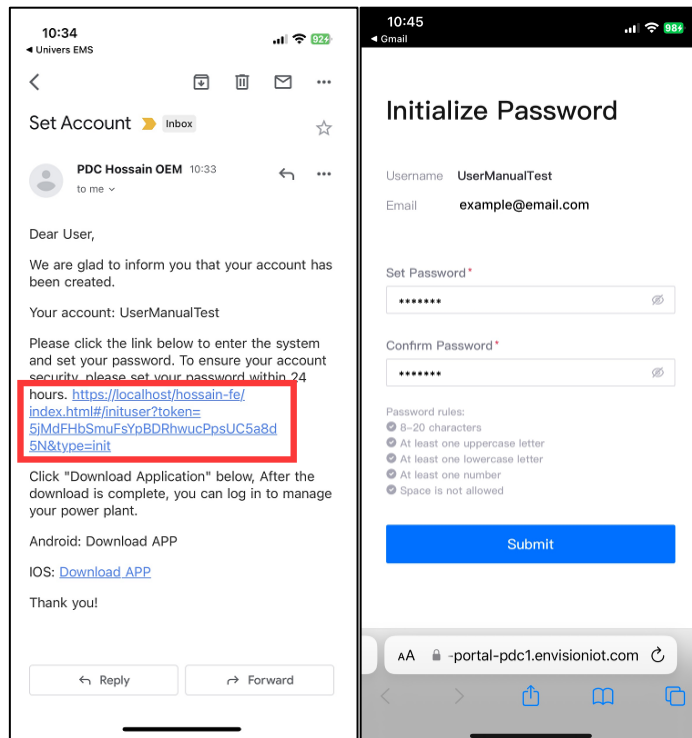 10:34
92
◀ Univers EMS
Set Account
Inbox
PDC Hossain OEM 10:33
to me
Dear User,
We are glad to inform you that your account has
been created.
Your account: UserManualTest
Please click the link below to enter the system
and set your password. To ensure your account
security, please set your password within 24
hours. https://localhost/hossain-fe/
index.html#/inituser?token=
5jMdFHbSmuFsYpBDRhwucPpsUC5a8d
5N&type=init
Click "Download Application" below, After the
download is complete, you can log in to manage
your power plant.
Android: Download APP
IOS: Download APP
Thank you!
Reply
Forward
10:45
98
◀ Gmail
Initialize Password
Username UserManualTest
Email example@email.com
Set Password*
*******
Confirm Password*
*******
Password rules:
8-20 characters
At least one uppercase letter
At least one lowercase letter
At least one number
Space is not allowed
Submit
AA -portal-pdc1.envisioniot.com